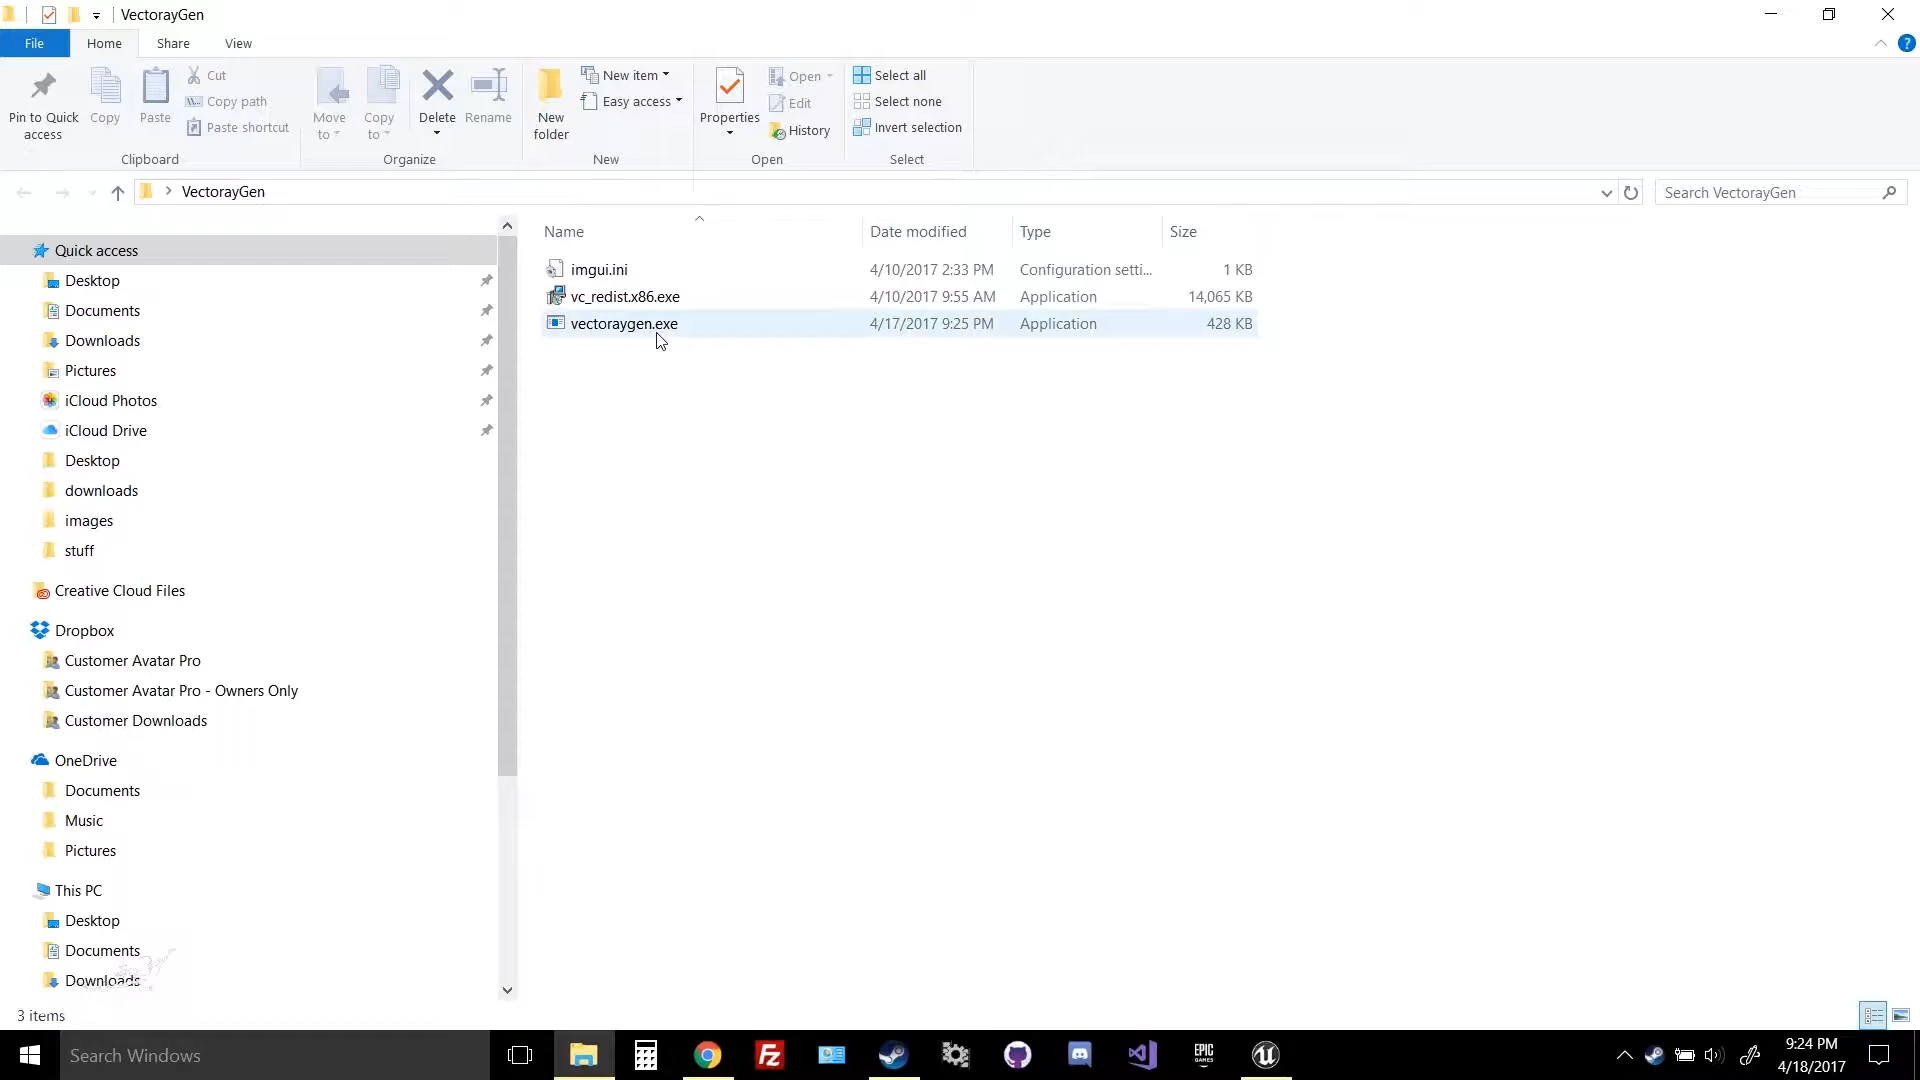 VectorayGen
File Home Share View
Pin to Quick access
Copy
Paste
Cut
Copy path
Paste shortcut
Clipboard
Move to
Copy to
Delete
Rename
Organize
New folder
New item
Easy access
New
Properties
Open
Edit
History
Open
Select all
Select none
Invert selection
Select
VectorayGen
Search VectorayGen
Name Date modified Type Size
imgui.ini 4/10/2017 2:33 PM Configuration setti... 1 KB
vc_redist.x86.exe 4/10/2017 9:55 AM Application 14,065 KB
vectoraygen.exe 4/17/2017 9:25 PM Application 428 KB
Quick access
Desktop
Documents
Downloads
Pictures
iCloud Photos
iCloud Drive
Desktop
downloads
images
stuff
Creative Cloud Files
Dropbox
Customer Avatar Pro
Customer Avatar Pro - Owners Only
Customer Downloads
OneDrive
Documents
Music
Pictures
This PC
Desktop
Documents
Downloads
3 items
Search Windows
EPIC GAMES
9:24 PM
4/18/2017